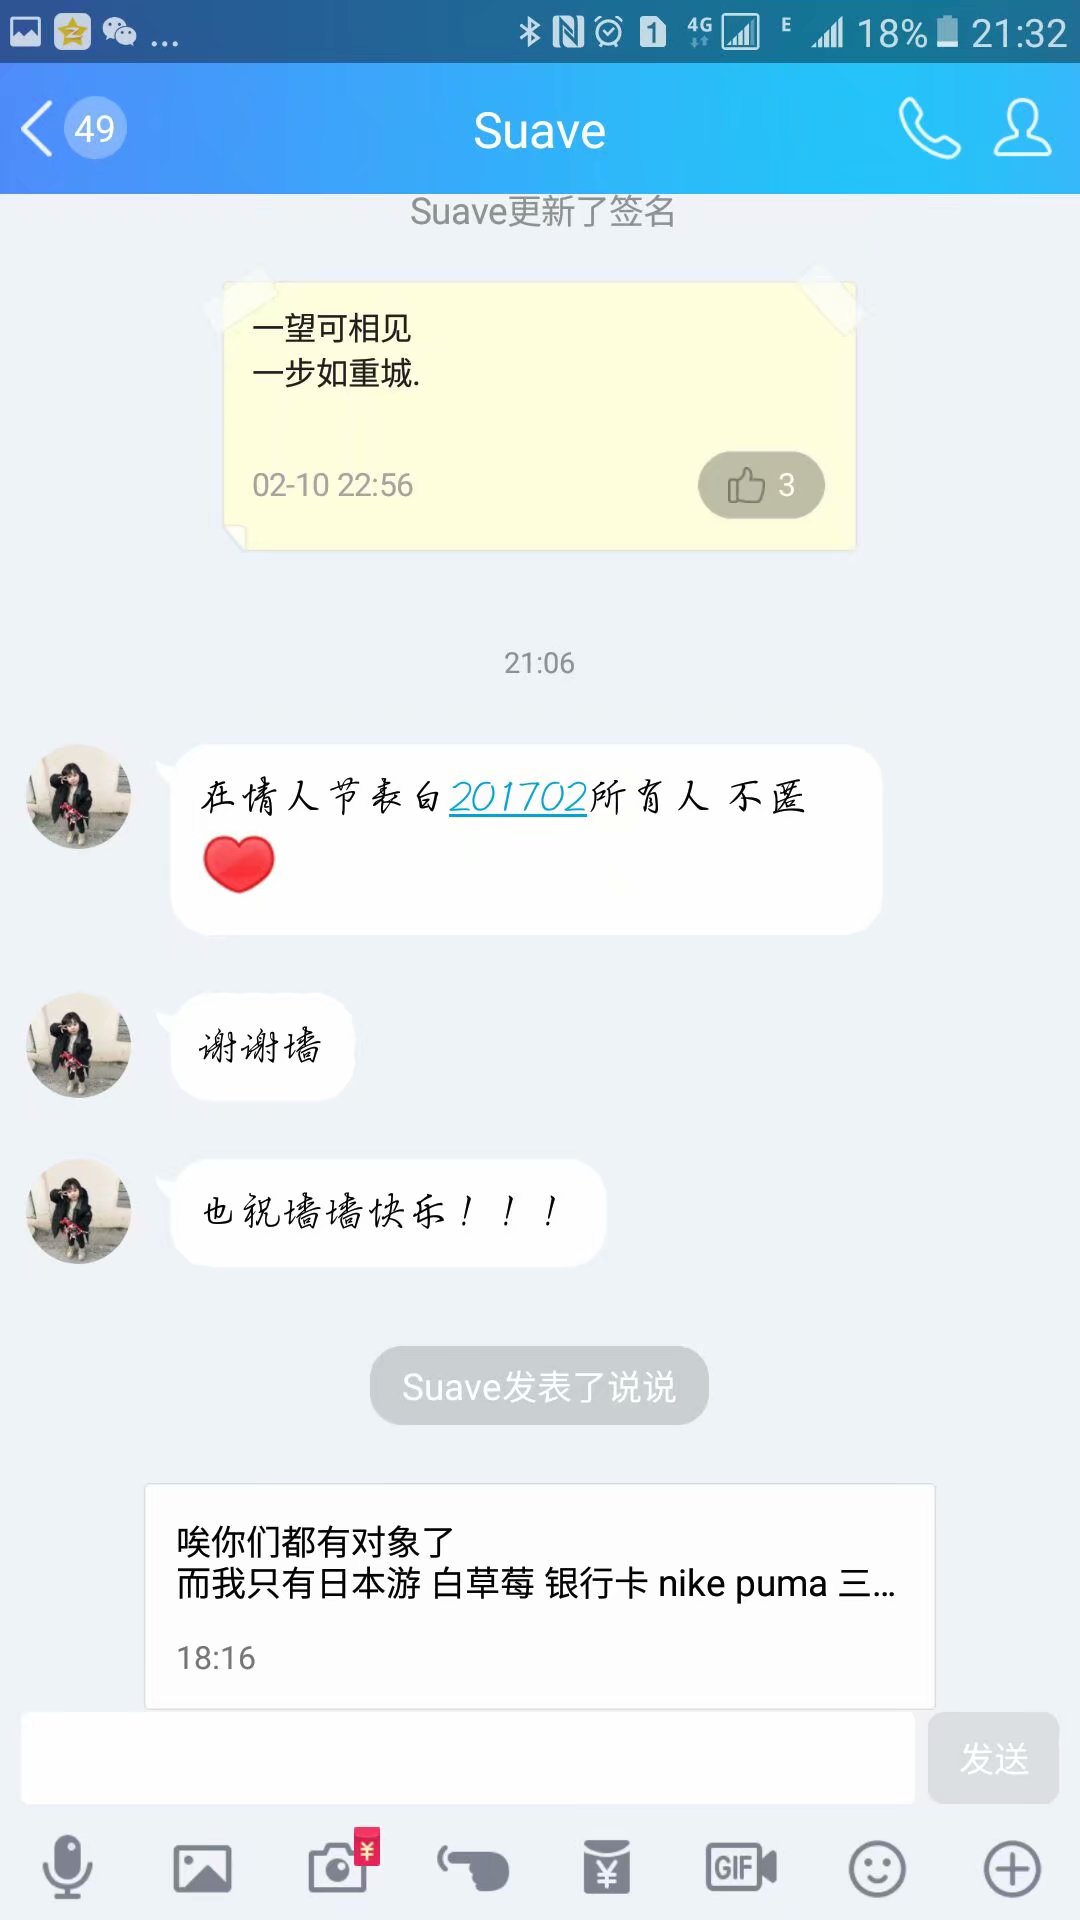 ... 1 4G E 18% 21:32
49 Suave
Suave更新了签名
一望可相见
一步如重城.
02-10 22:56 3
21:06
在情人节表白201702所有人 不匿
谢谢墙
也祝墙墙快乐！！！
Suave发表了说说
唉你们都有对象了
而我只有日本游 白草莓 银行卡 nike puma 三...
18:16
发送
¥ ¥ GIF